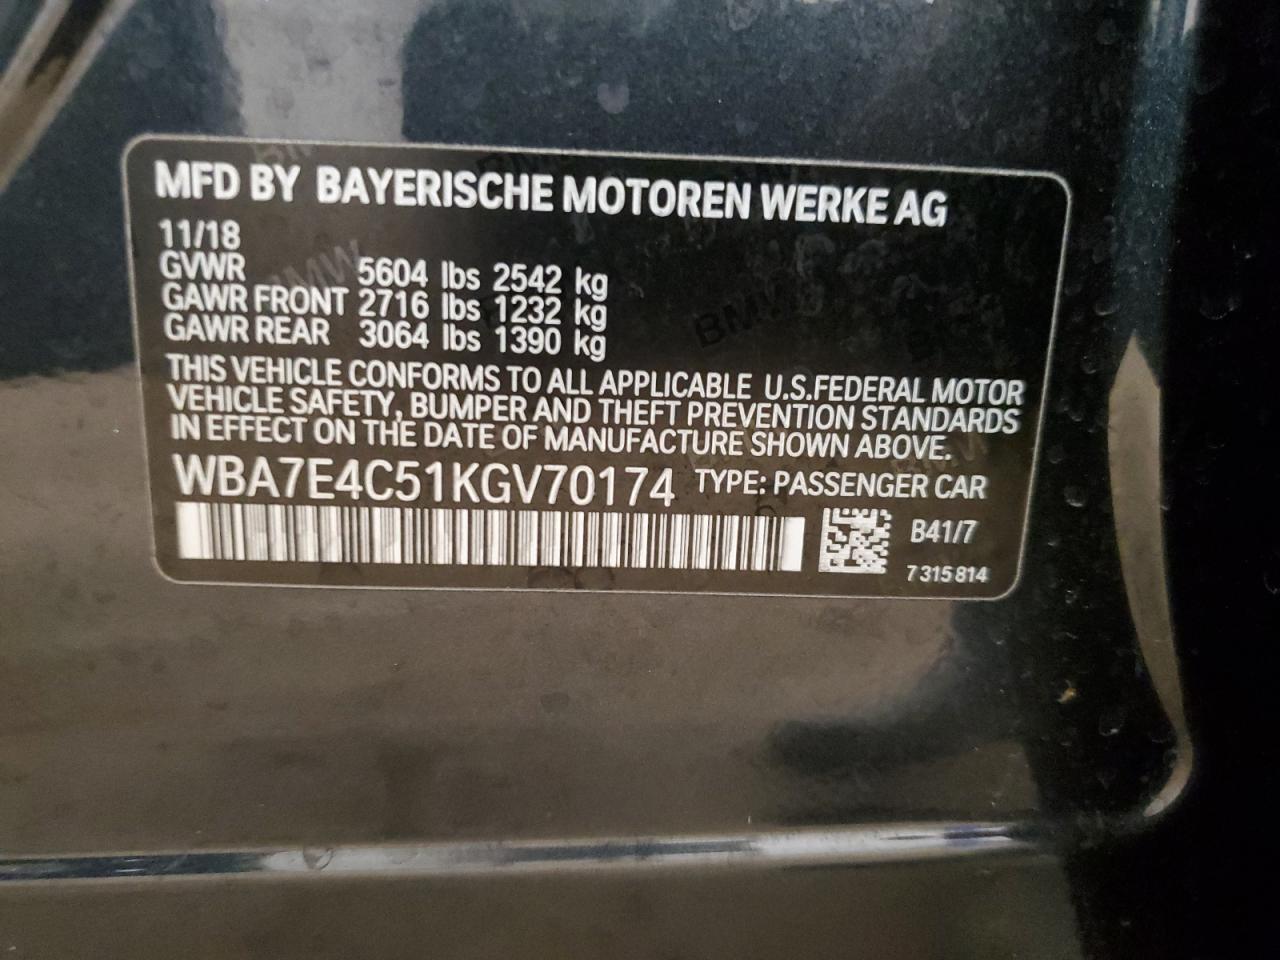 MFD BY BAYERISCHE MOTOREN WERKE AG
11/18
GVWR 5604 lbs 2542 kg
GAWR FRONT 2716 lbs 1232 kg
GAWR REAR 3064 lbs 1390 kg
THIS VEHICLE CONFORMS TO ALL APPLICABLE U.S.FEDERAL MOTOR
VEHICLE SAFETY, BUMPER AND THEFT PREVENTION STANDARDS
IN EFFECT ON THE DATE OF MANUFACTURE SHOWN ABOVE.
WBA7E4C51KGV70174 TYPE: PASSENGER CAR
B41/7
7 315 814